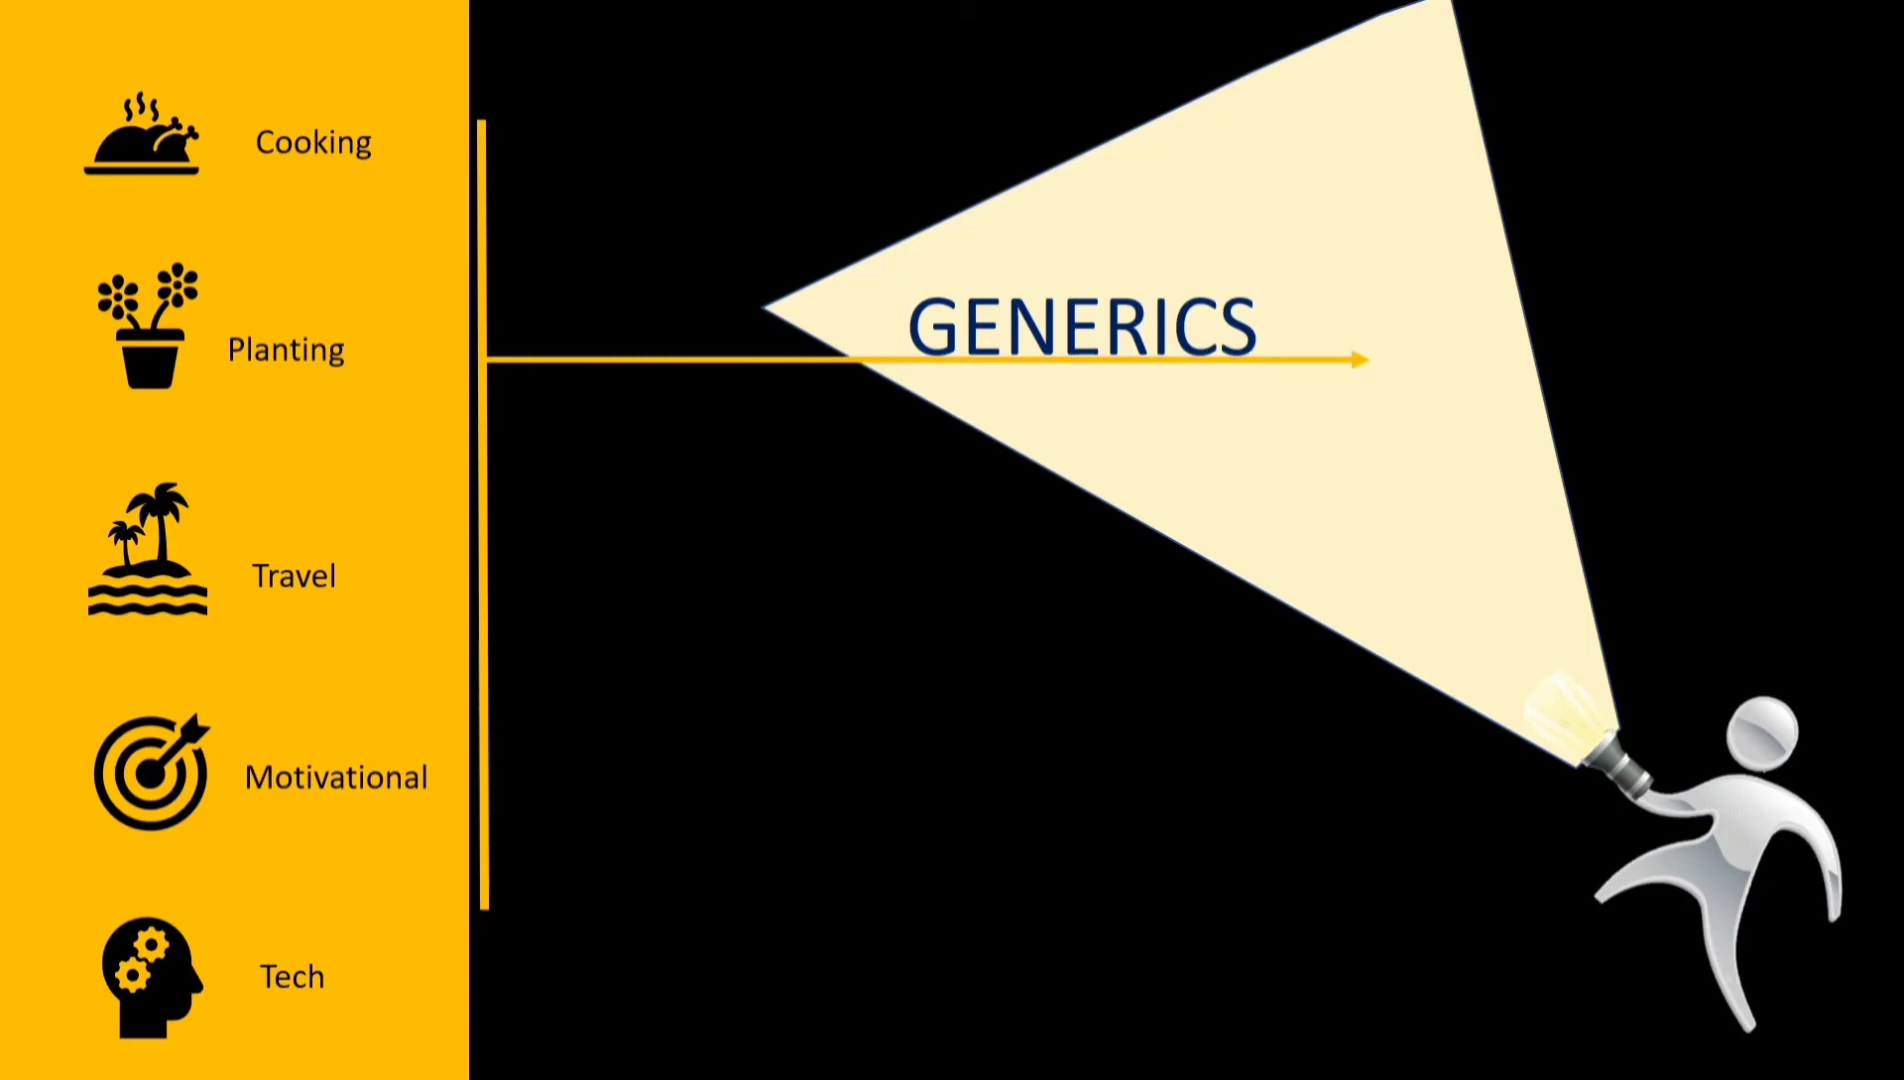 Cooking
Planting
Travel
Motivational
Tech
GENERICS